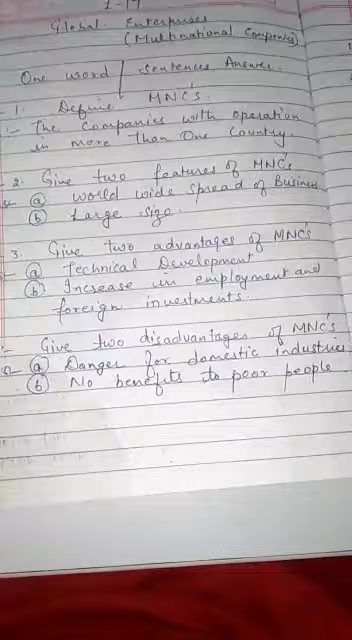 1-19
Global Enterprises
(Multinational Companies)
One word / Sentences Answer.
1. Define MNC's.
:- The Companies with operation
in more than One Country.
2. Give two features of MNC's
(a) World wide spread of Business
(b) Large size.
3. Give two advantages of MNC's
(a) Technical Development
(b) Increase in employment and
foreign investments.
Give two disadvantages of MNC's
(a) Danger for domestic industries
(b) No benefits to poor people.